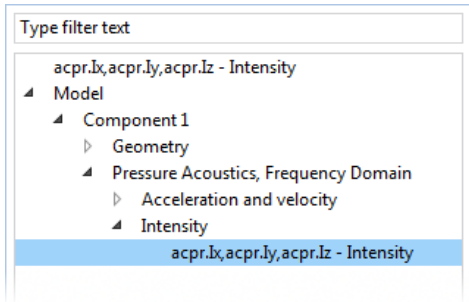 Type filter text
acpr.Ix,acpr.Iy,acpr.Iz - Intensity
Model
Component 1
Geometry
Pressure Acoustics, Frequency Domain
Acceleration and velocity
Intensity
acpr.Ix,acpr.Iy,acpr.Iz - Intensity